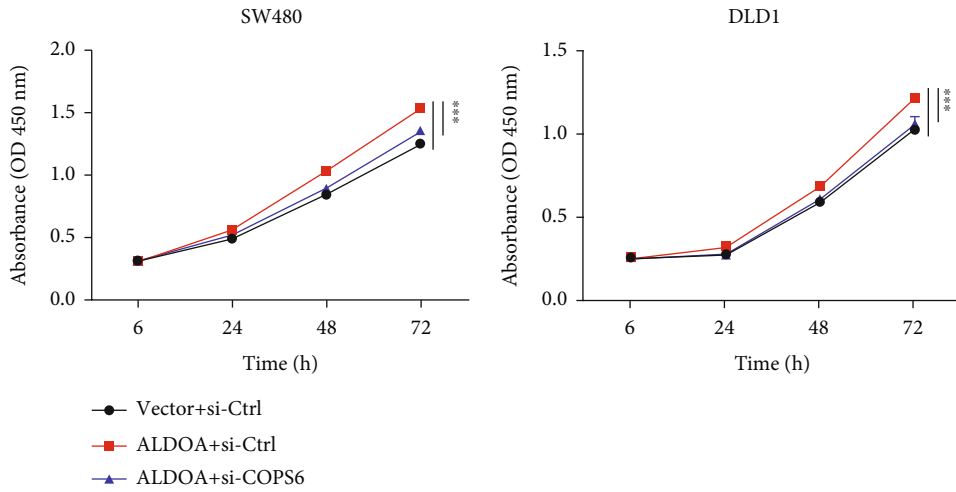 SW480
Absorbance (OD 450 nm)
2.0
1.5
1.0
0.5
0.0
6 24 48 72
Time (h)
***
DLD1
Absorbance (OD 450 nm)
1.5
1.0
0.5
0.0
6 24 48 72
Time (h)
***
Vector+si-Ctrl
ALDOA+si-Ctrl
ALDOA+si-COPS6